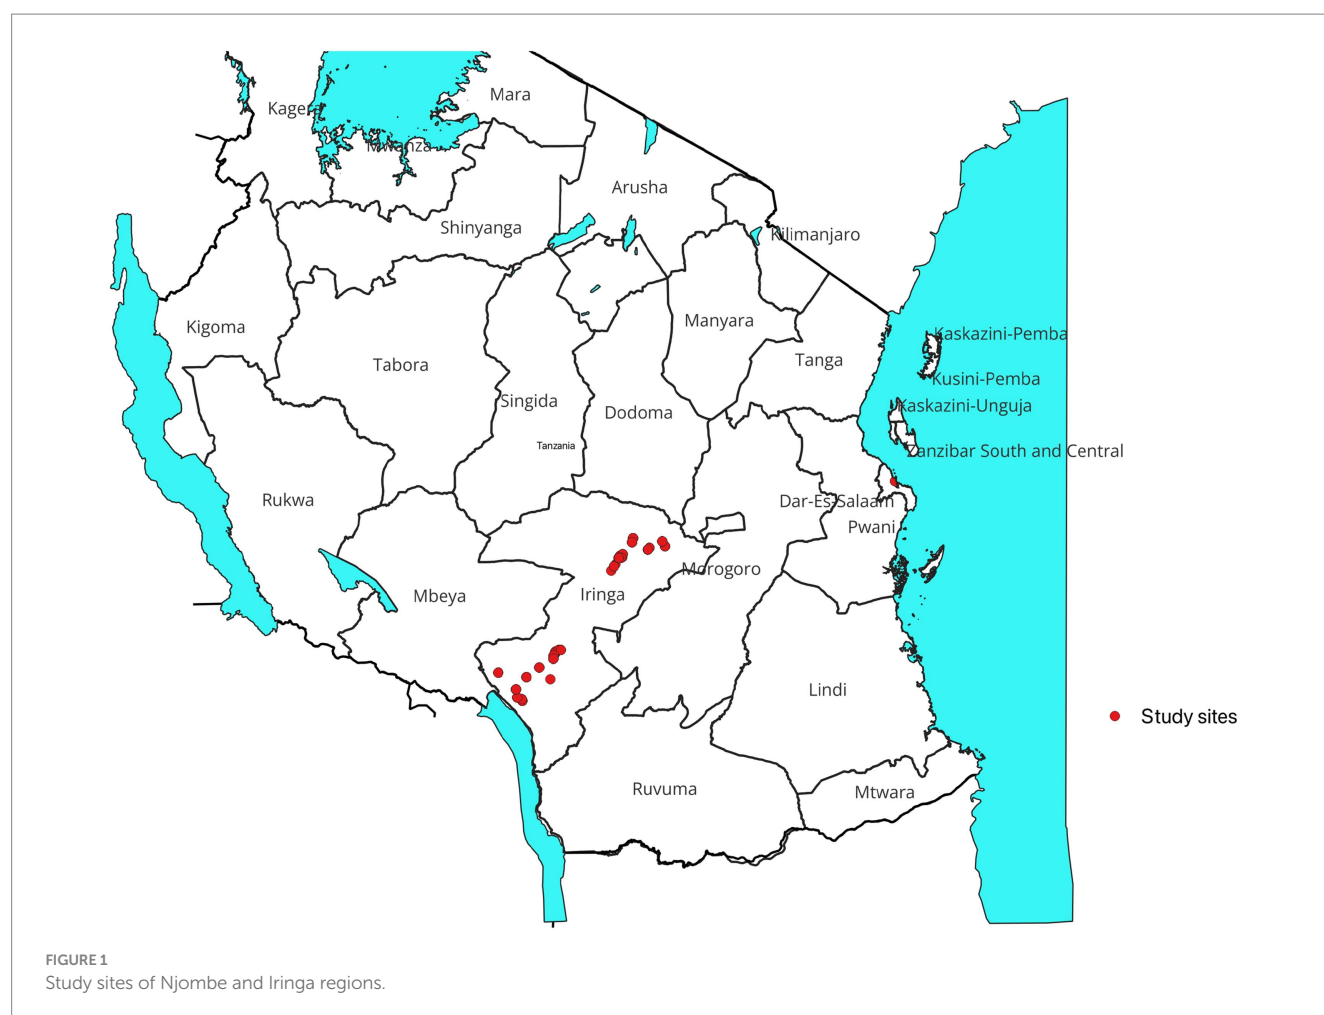 Mara
Kagera
Mwanza
Arusha
Shinyanga
Kilimanjaro
Kigoma
Manyara
Kaskazini-Pemba
Tabora
Tanga
Kusini-Pemba
Singida
Dodoma
Kaskazini-Unguja
Tanzania
Zanzibar South and Central
Rukwa
Dar-Es-Salaam
Pwani
Morogoro
Mbeya
Iringa
Lindi
Study sites
Ruvuma
Mtwara
FIGURE 1
Study sites of Njombe and Iringa regions.